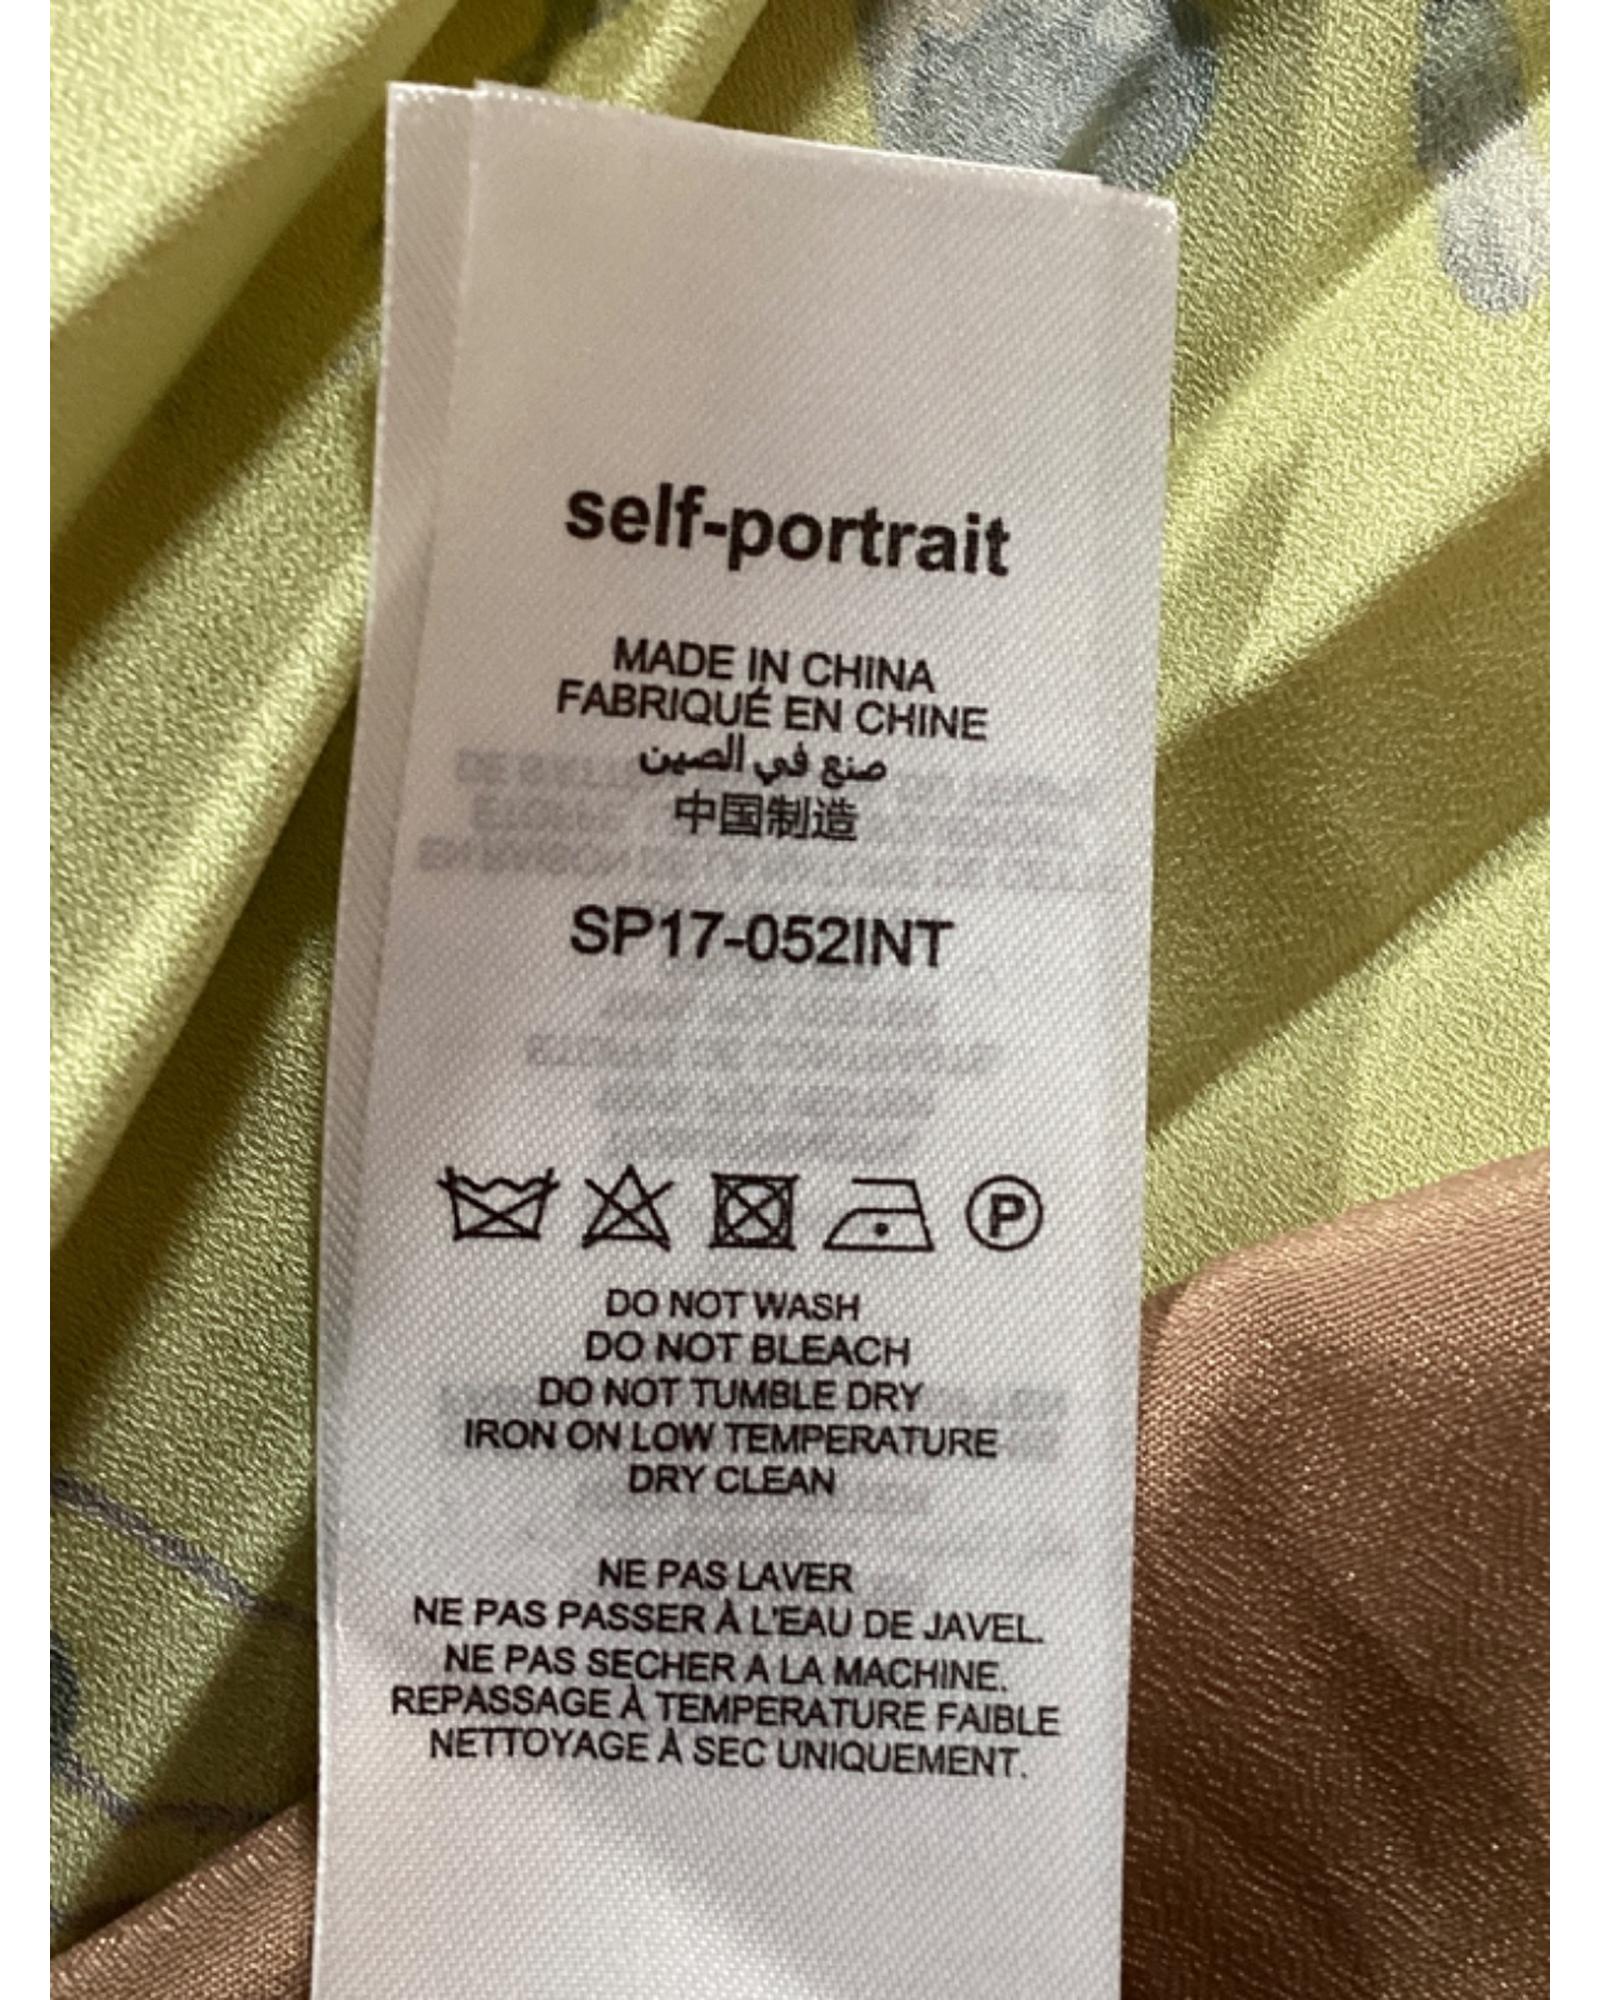 self-portrait
MADE IN CHINA
FABRIQUÉ EN CHINE
صنع في الصين
中国制造
SP17-052INT
P
DO NOT WASH
DO NOT BLEACH
DO NOT TUMBLE DRY
IRON ON LOW TEMPERATURE
DRY CLEAN
NE PAS LAVER
NE PAS PASSER À L'EAU DE JAVEL.
NE PAS SECHER A LA MACHINE.
REPASSAGE À TEMPERATURE FAIBLE
NETTOYAGE À SEC UNIQUEMENT.